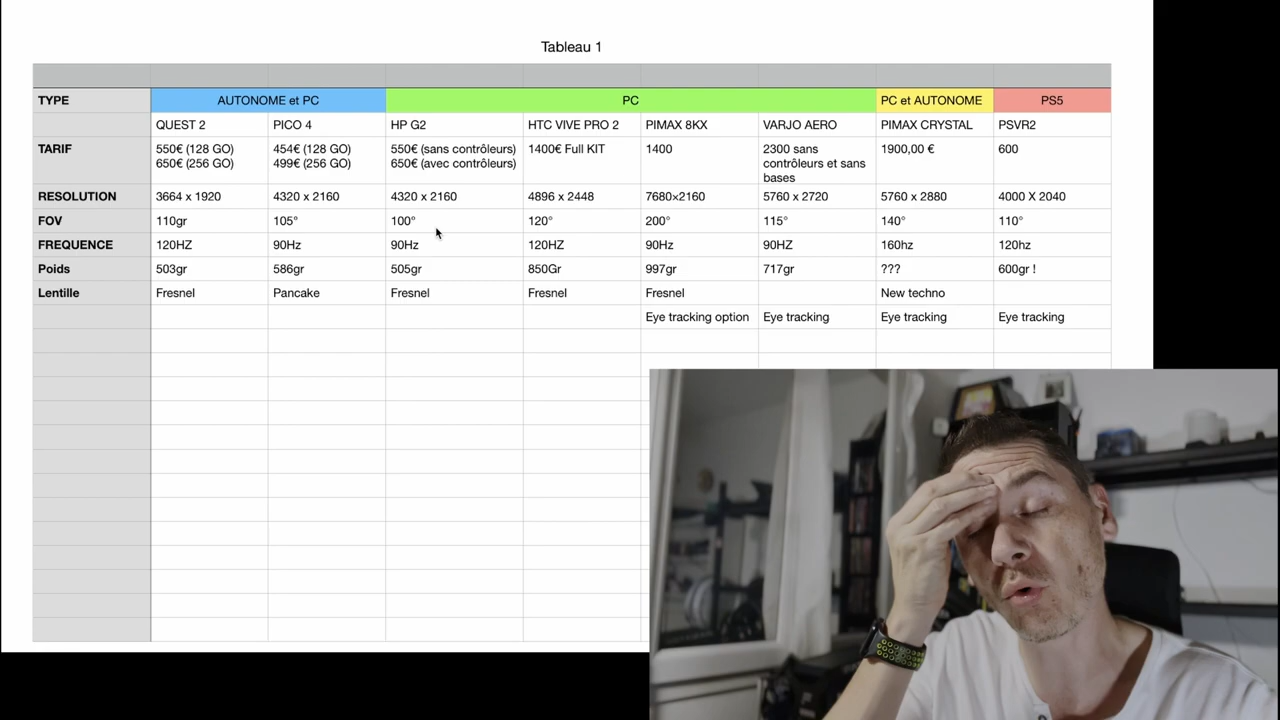 Tableau 1
TYPE AUTONOME et PC PC PC et AUTONOME PS5
QUEST 2 PICO 4 HP G2 HTC VIVE PRO 2 PIMAX 8KX VARJO AERO PIMAX CRYSTAL PSVR2
TARIF 550€ (128 GO) 454€ (128 GO) 550€ (sans contrôleurs) 1400€ Full KIT 1400 2300 sans 1900,00 € 600
650€ (256 GO) 499€ (256 GO) 650€ (avec contrôleurs) contrôleurs et sans
bases
RESOLUTION 3664 x 1920 4320 x 2160 4320 x 2160 4896 x 2448 7680×2160 5760 x 2720 5760 x 2880 4000 X 2040
FOV 110gr 105° 100° 120° 200° 115° 140° 110°
FREQUENCE 120HZ 90Hz 90Hz 120HZ 90Hz 90HZ 160hz 120hz
Poids 503gr 586gr 505gr 850Gr 997gr 717gr ??? 600gr !
Lentille Fresnel Pancake Fresnel Fresnel Fresnel New techno
Eye tracking option Eye tracking Eye tracking Eye tracking